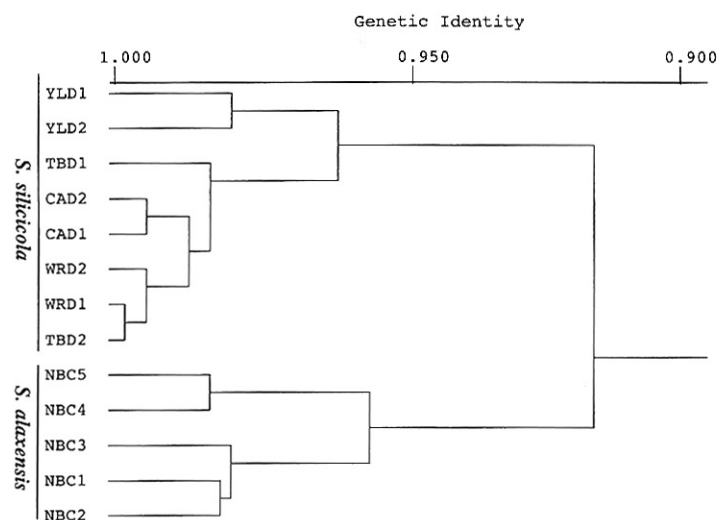 Genetic Identity
1.000 0.950 0.900
YLD1
YLD2
TBD1
CAD2
CAD1
WRD2
WRD1
TBD2
S. silicicola
NBC5
NBC4
NBC3
NBC1
NBC2
S. alaxensis